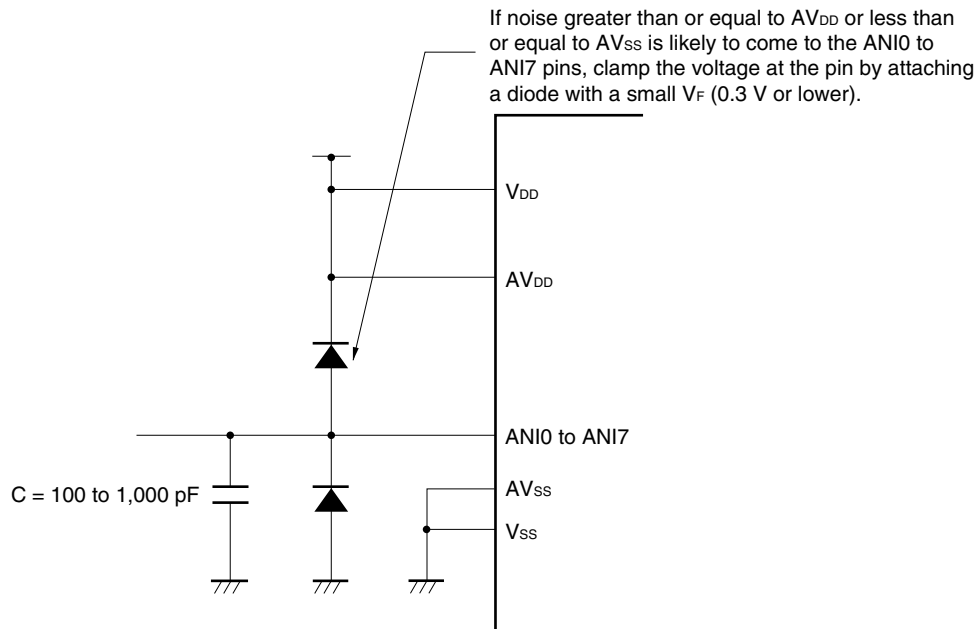 If noise greater than or equal to AVDD or less than
or equal to AVSS is likely to come to the ANI0 to
ANI7 pins, clamp the voltage at the pin by attaching
a diode with a small VF (0.3 V or lower).
VDD
AVDD
ANI0 to ANI7
C = 100 to 1,000 pF
AVSS
VSS